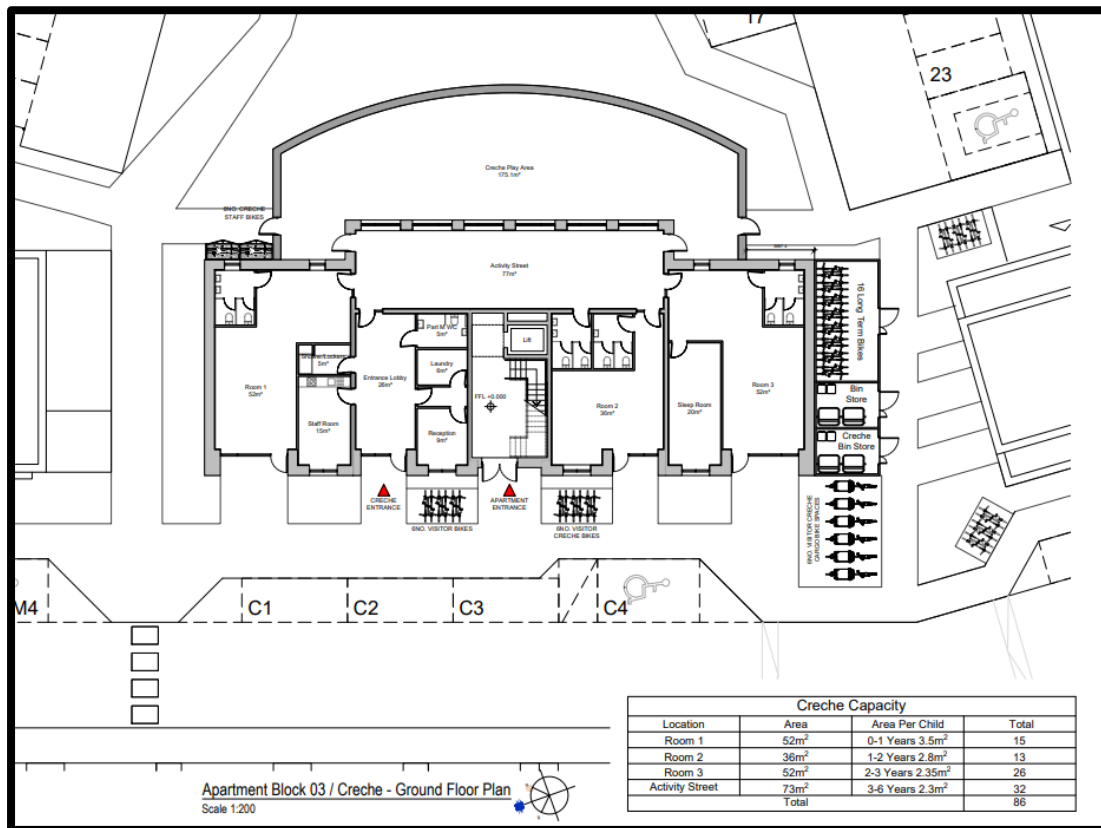 17
23
Creche Play Area
175.1m²
6NO. CRECHE
STAFF BIKES
Activity Street
77m²
16 Long Term Bikes
Part M WC
5m²
Lift
Shower/Lockers
5m²
Laundry
6m²
Room 1
52m²
Entrance Lobby
26m²
FFL +0.000
Room 2
36m²
Sleep Room
20m²
Room 3
52m²
Bin
Store
Staff Room
15m²
Reception
9m²
Creche
Bin Store
CRECHE
ENTRANCE
APARTMENT
ENTRANCE
6NO. VISITOR BIKES
6NO. VISITOR
CRECHE BIKES
6NO. VISITOR CRECHE
CARGO BIKE SPACES
M4
C1
C2
C3
C4
Creche Capacity
Location Area Area Per Child Total
Room 1 52m² 0-1 Years 3.5m² 15
Room 2 36m² 1-2 Years 2.8m² 13
Room 3 52m² 2-3 Years 2.35m² 26
Activity Street 73m² 3-6 Years 2.3m² 32
Total 86
Apartment Block 03 / Creche - Ground Floor Plan
Scale 1:200